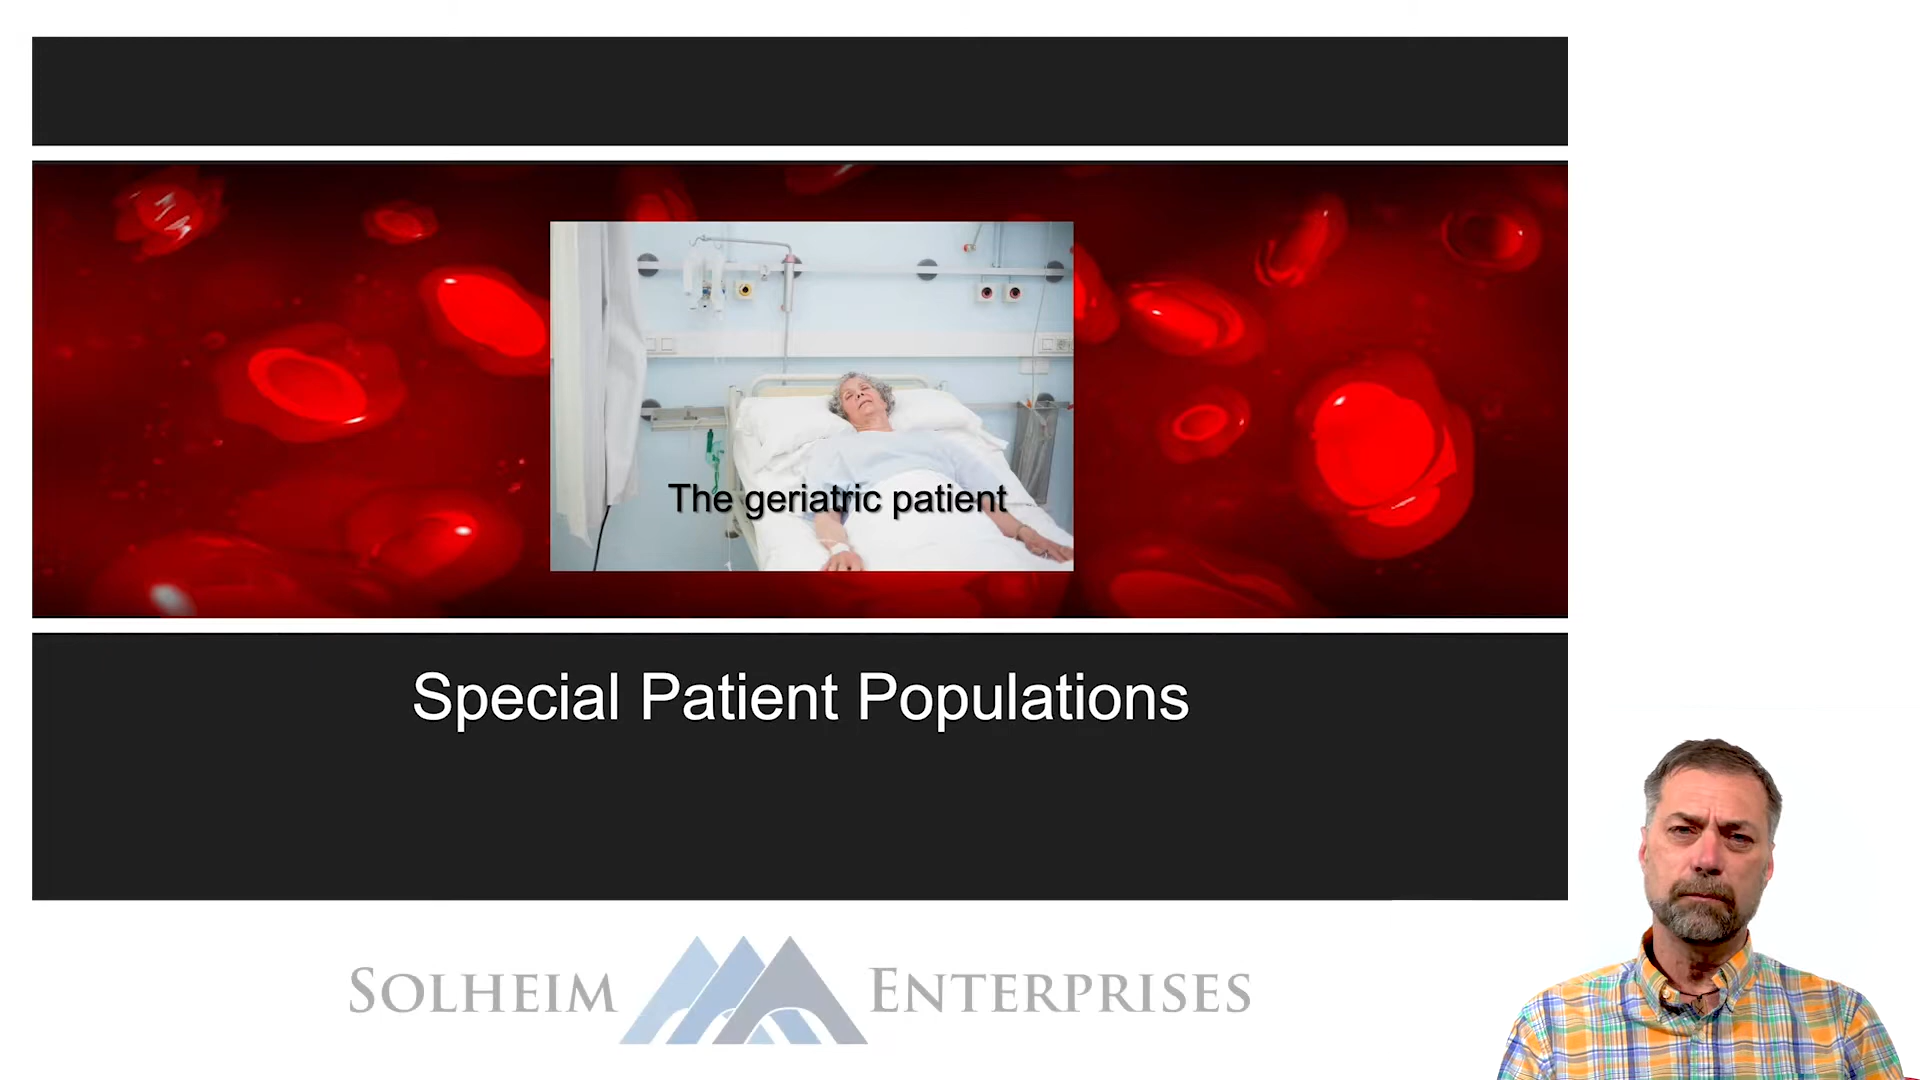 The geriatric patient
Special Patient Populations
SOLHEIM ENTERPRISES